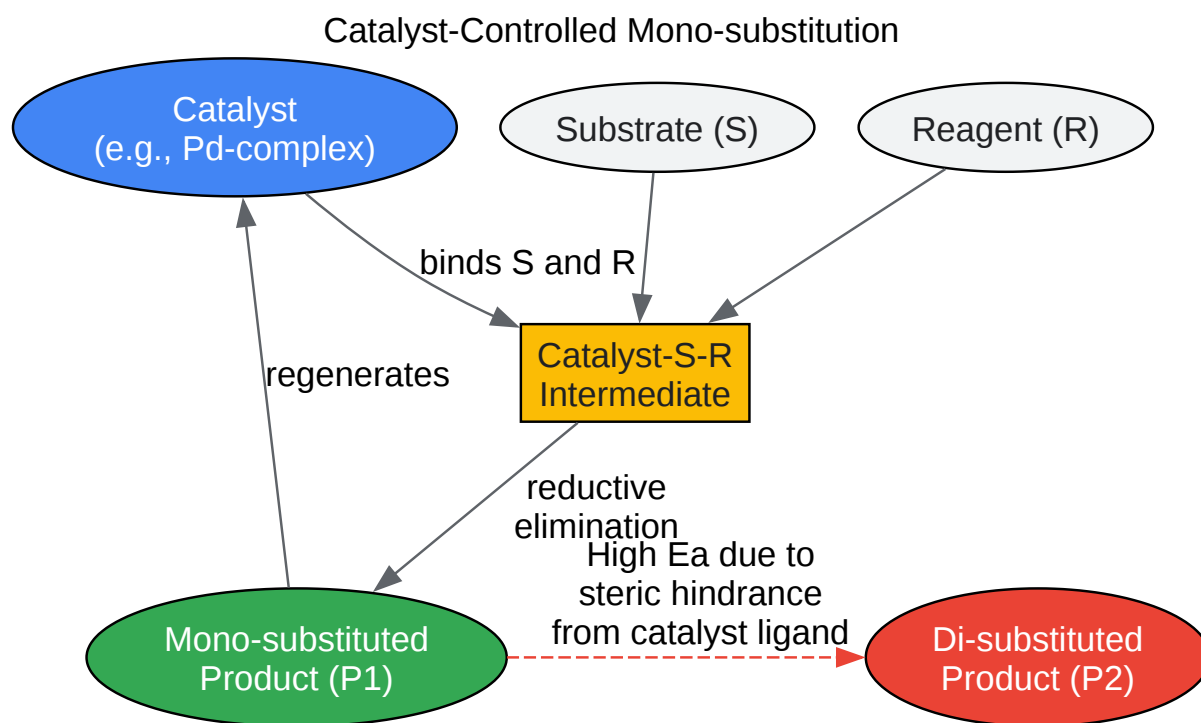 Catalyst-Controlled Mono-substitution
Catalyst
(e.g., Pd-complex)
Substrate (S)
Reagent (R)
binds S and R
Catalyst-S-R
Intermediate
regenerates
reductive
elimination
High Ea due to
steric hindrance
from catalyst ligand
Mono-substituted
Product (P1)
Di-substituted
Product (P2)